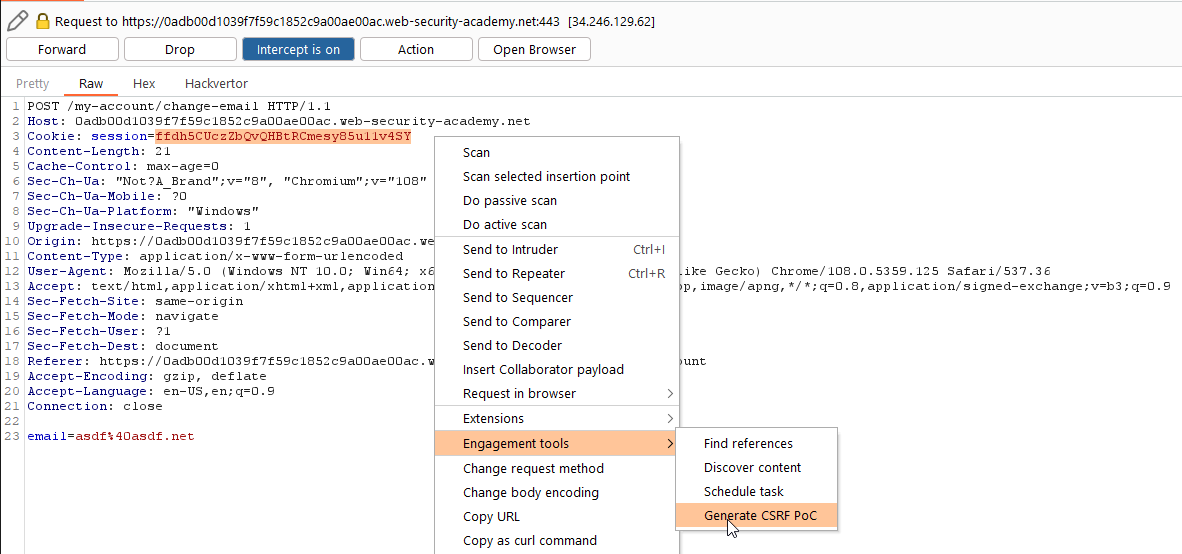 Request to https://0adb00d1039f7f59c1852c9a00ae00ac.web-security-academy.net:443 [34.246.129.62]
Forward Drop Intercept is on Action Open Browser
Pretty Raw Hex Hackvertor
1 POST /my-account/change-email HTTP/1.1
2 Host: 0adb00d1039f7f59c1852c9a00ae00ac.web-security-academy.net
3 Cookie: session=ffdh5CUczZbQvQHBtRCmesy85u11v4SY
4 Content-Length: 21
5 Cache-Control: max-age=0
6 Sec-Ch-Ua: "Not?A_Brand";v="8", "Chromium";v="108"
7 Sec-Ch-Ua-Mobile: ?0
8 Sec-Ch-Ua-Platform: "Windows"
9 Upgrade-Insecure-Requests: 1
10 Origin: https://0adb00d1039f7f59c1852c9a00ae00ac.we
11 Content-Type: application/x-www-form-urlencoded
12 User-Agent: Mozilla/5.0 (Windows NT 10.0; Win64; x6 like Gecko) Chrome/108.0.5359.125 Safari/537.36
13 Accept: text/html,application/xhtml+xml,application p,image/apng,*/*;q=0.8,application/signed-exchange;v=b3;q=0.9
14 Sec-Fetch-Site: same-origin
15 Sec-Fetch-Mode: navigate
16 Sec-Fetch-User: ?1
17 Sec-Fetch-Dest: document
18 Referer: https://0adb00d1039f7f59c1852c9a00ae00ac.w ount
19 Accept-Encoding: gzip, deflate
20 Accept-Language: en-US,en;q=0.9
21 Connection: close
22
23 email=asdf%40asdf.net
Scan
Scan selected insertion point
Do passive scan
Do active scan
Send to Intruder Ctrl+I
Send to Repeater Ctrl+R
Send to Sequencer
Send to Comparer
Send to Decoder
Insert Collaborator payload
Request in browser
Extensions
Engagement tools
Change request method
Change body encoding
Copy URL
Copy as curl command
Find references
Discover content
Schedule task
Generate CSRF PoC